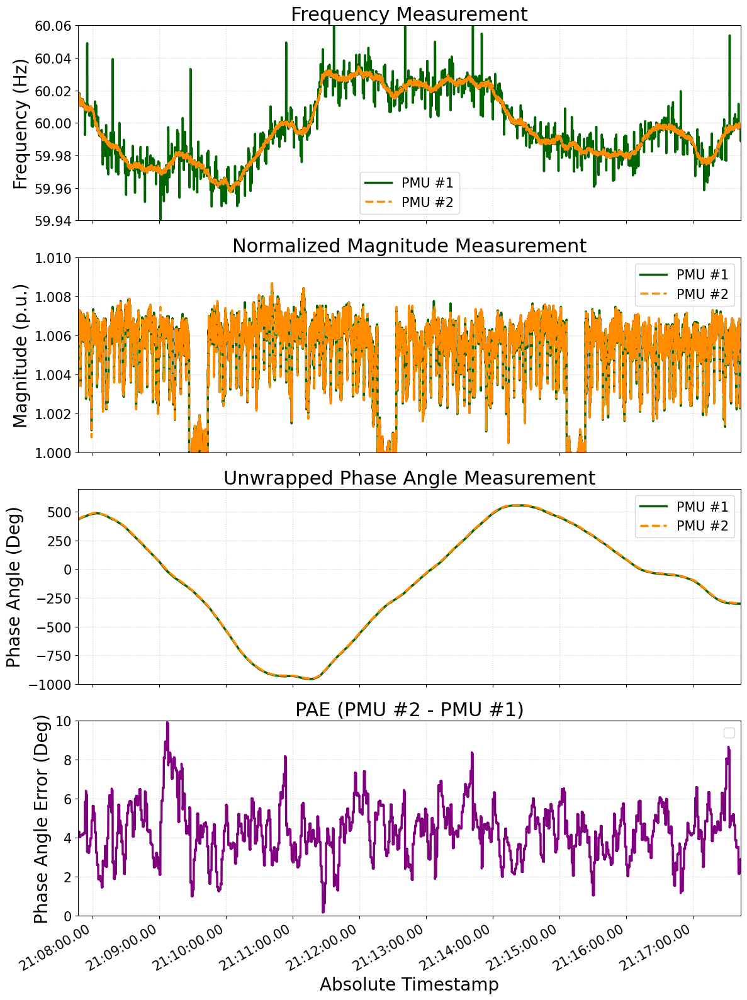 Frequency Measurement
60.06
60.04
60.02
60.00
59.98
59.96
59.94
Frequency (Hz)
PMU #1
PMU #2
Normalized Magnitude Measurement
1.010
1.008
1.006
1.004
1.002
1.000
Magnitude (p.u.)
PMU #1
PMU #2
Unwrapped Phase Angle Measurement
500
250
0
−250
−500
−750
−1000
Phase Angle (Deg)
PMU #1
PMU #2
PAE (PMU #2 - PMU #1)
10
8
6
4
2
0
Phase Angle Error (Deg)
21:08:00.00
21:09:00.00
21:10:00.00
21:11:00.00
21:12:00.00
21:13:00.00
21:14:00.00
21:15:00.00
21:16:00.00
21:17:00.00
Absolute Timestamp